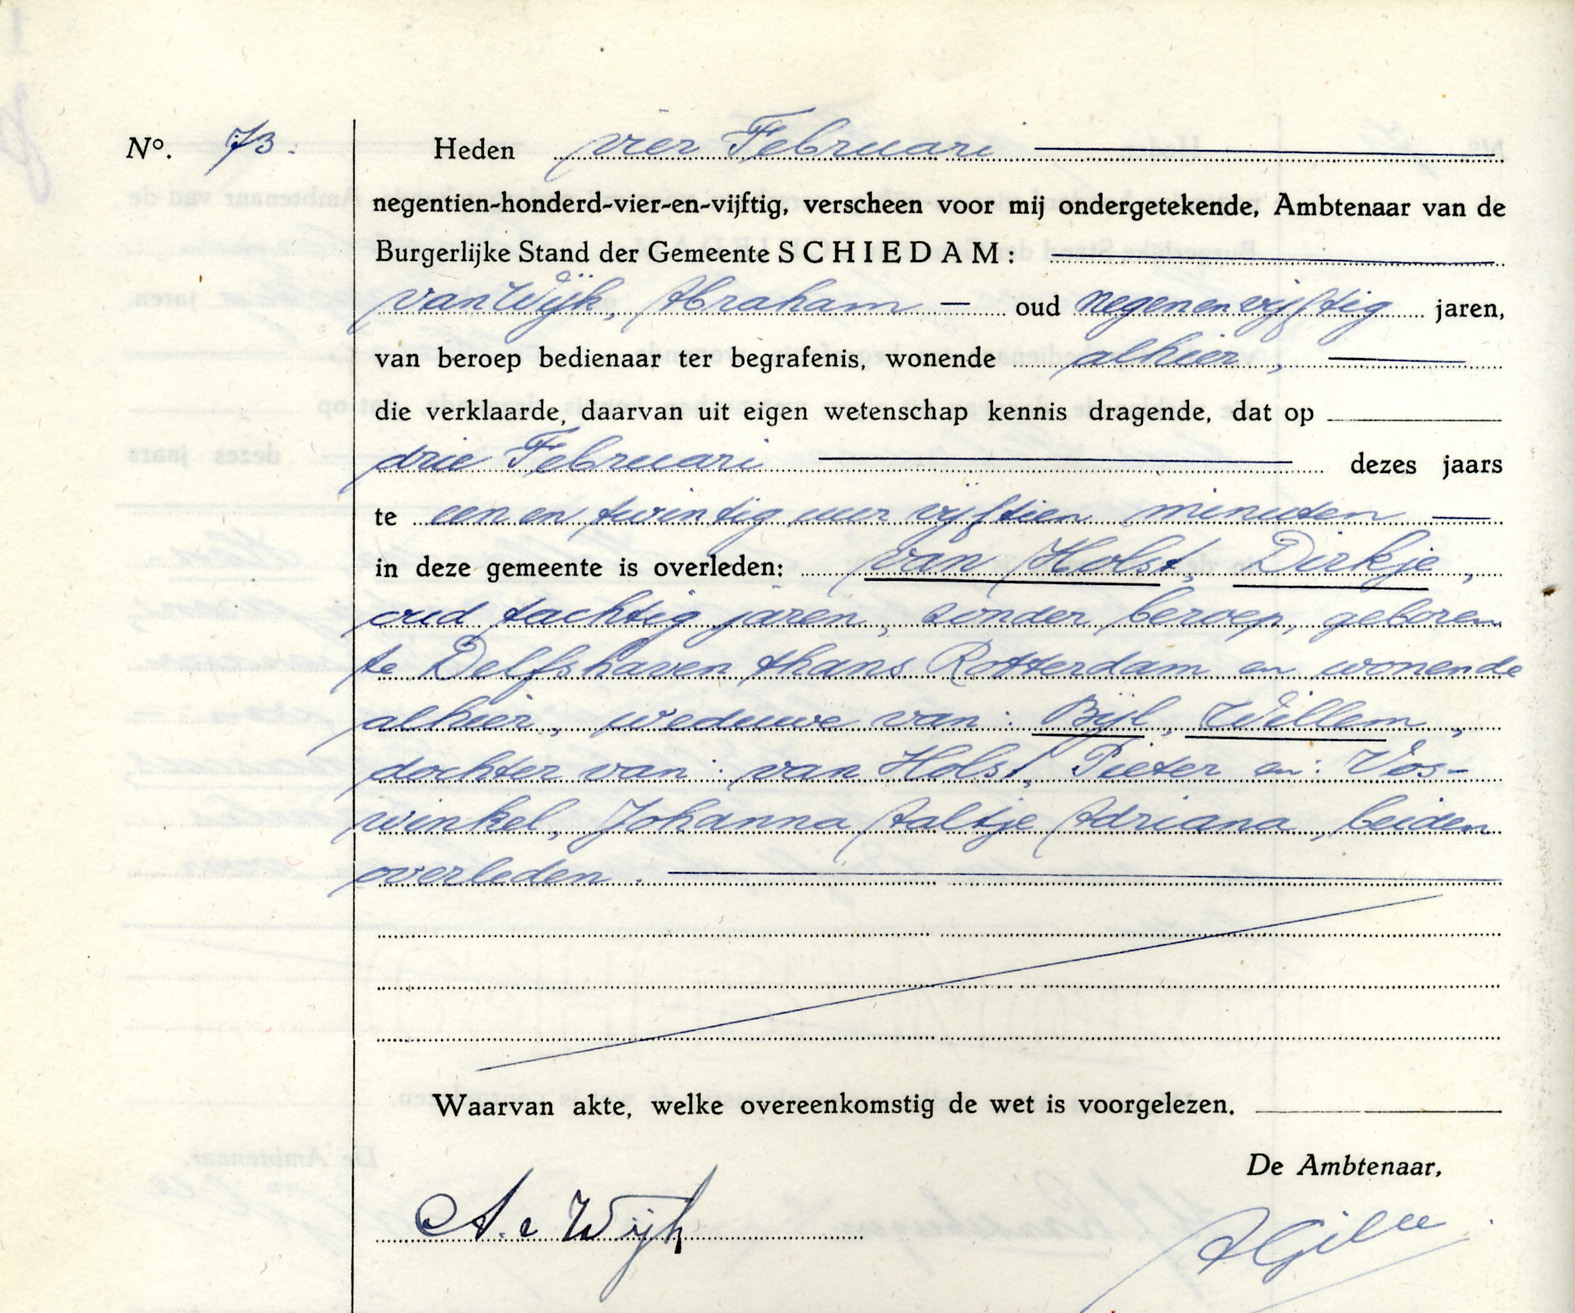 Nº. 73.
Heden vier Februari
negentien-honderd-vier-en-vijftig, verscheen voor mij ondergetekende, Ambtenaar van de
Burgerlijke Stand der Gemeente SCHIEDAM:
van Wijk, Abraham — oud negenenvijftig jaren,
van beroep bedienaar ter begrafenis, wonende alhier,
die verklaarde, daarvan uit eigen wetenschap kennis dragende, dat op
drie Februari dezes jaars
te een en twintig uur vijftien minuten
in deze gemeente is overleden: van Holst, Dirkje,
oud tachtig jaren, zonder beroep, geboren
te Delfshaven thans Rotterdam en wonende
alhier, weduwe van: Bijl, Willem,
dochter van: van Holst, Pieter en: Vos-
winkel, Johanna Aaltje Adriana, beiden
overleden.
Waarvan akte, welke overeenkomstig de wet is voorgelezen.
De Ambtenaar,
A. v Wijk